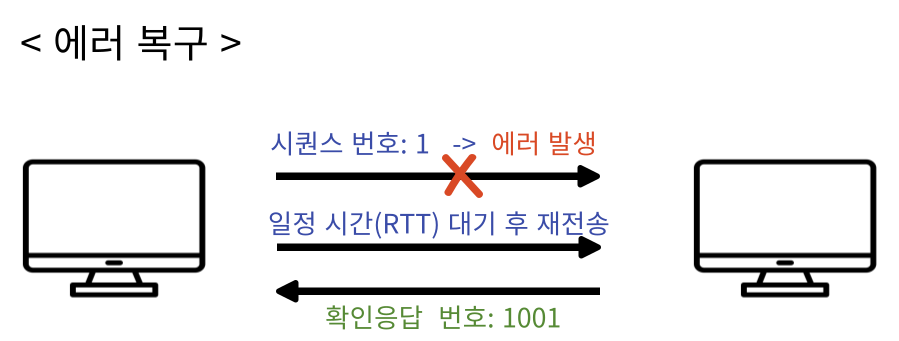 < 에러 복구 >
시퀀스 번호: 1 -> 에러 발생
일정 시간(RTT) 대기 후 재전송
확인응답 번호: 1001